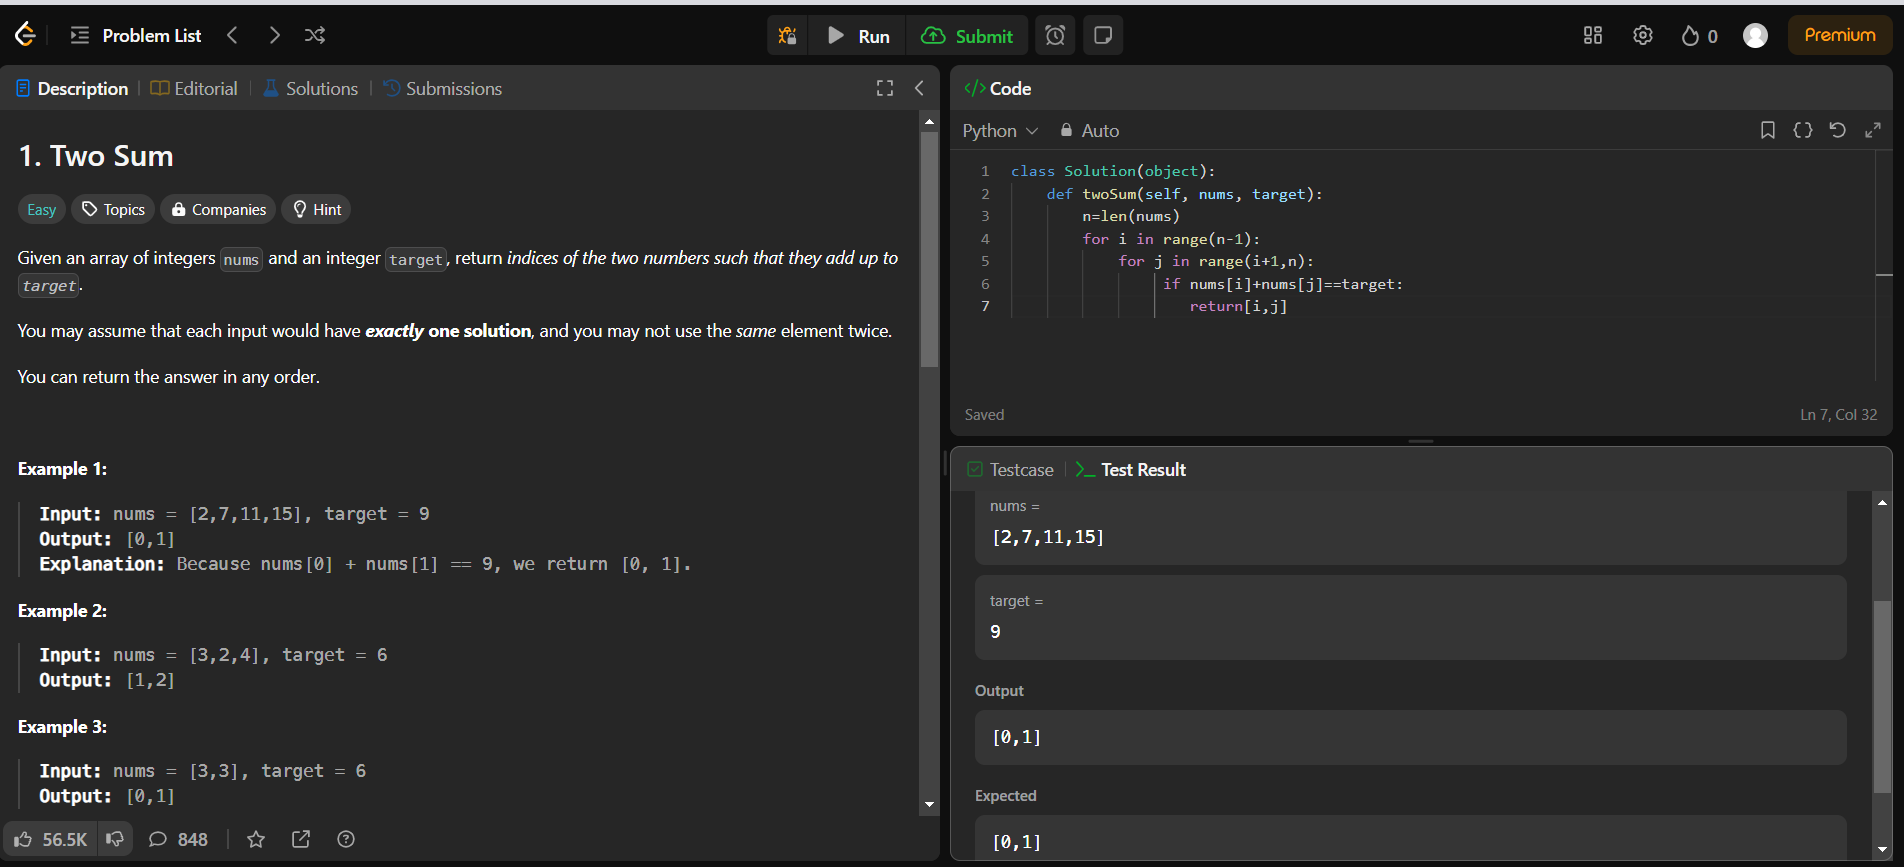 Problem List
Run
Submit
0
Premium
Description
Editorial
Solutions
Submissions
1. Two Sum
Easy
Topics
Companies
Hint
Given an array of integers nums and an integer target, return indices of the two numbers such that they add up to
target.
You may assume that each input would have exactly one solution, and you may not use the same element twice.
You can return the answer in any order.
Example 1:
Input: nums = [2,7,11,15], target = 9
Output: [0,1]
Explanation: Because nums[0] + nums[1] == 9, we return [0, 1].
Example 2:
Input: nums = [3,2,4], target = 6
Output: [1,2]
Example 3:
Input: nums = [3,3], target = 6
Output: [0,1]
56.5K
848
</> Code
Python
Auto
1 class Solution(object):
2     def twoSum(self, nums, target):
3         n=len(nums)
4         for i in range(n-1):
5             for j in range(i+1,n):
6                  if nums[i]+nums[j]==target:
7                     return[i,j]
Saved
Ln 7, Col 32
Testcase
Test Result
nums =
[2,7,11,15]
target =
9
Output
[0,1]
Expected
[0,1]